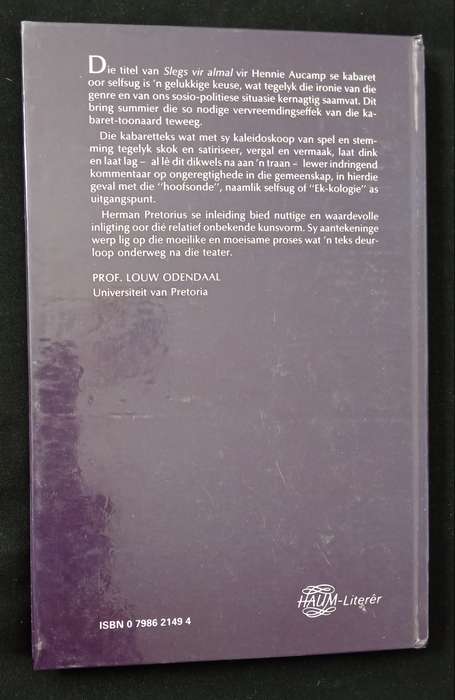 Die titel van Slegs vir almal vir Hennie Aucamp se kabaret
oor selfsug is 'n gelukkige keuse, wat tegelyk die ironie van die
genre en van ons sosio-politiese situasie kernagtig saamvat. Dit
bring summier die so nodige vervreemdingseffek van die ka-
baret-toonaard teweeg.
Die kabaretteks wat met sy kaleidoskoop van spel en stem-
ming tegelyk skok en satiriseer, vergal en vermaak, laat dink
en laat lag – al lê dit dikwels na aan 'n traan – lewer indringend
kommentaar op ongeregtighede in die gemeenskap, in hierdie
geval met die "hoofsonde", naamlik selfsug of "Ek-kologie" as
uitgangspunt.
Herman Pretorius se inleiding bied nuttige en waardevolle
inligting oor dié relatief onbekende kunsvorm. Sy aantekeninge
werp lig op die moeilike en moeisame proses wat 'n teks deur-
loop onderweg na die teater.
PROF. LOUW ODENDAAL
Universiteit van Pretoria
HAUM-Literêr
ISBN 0 7986 2149 4